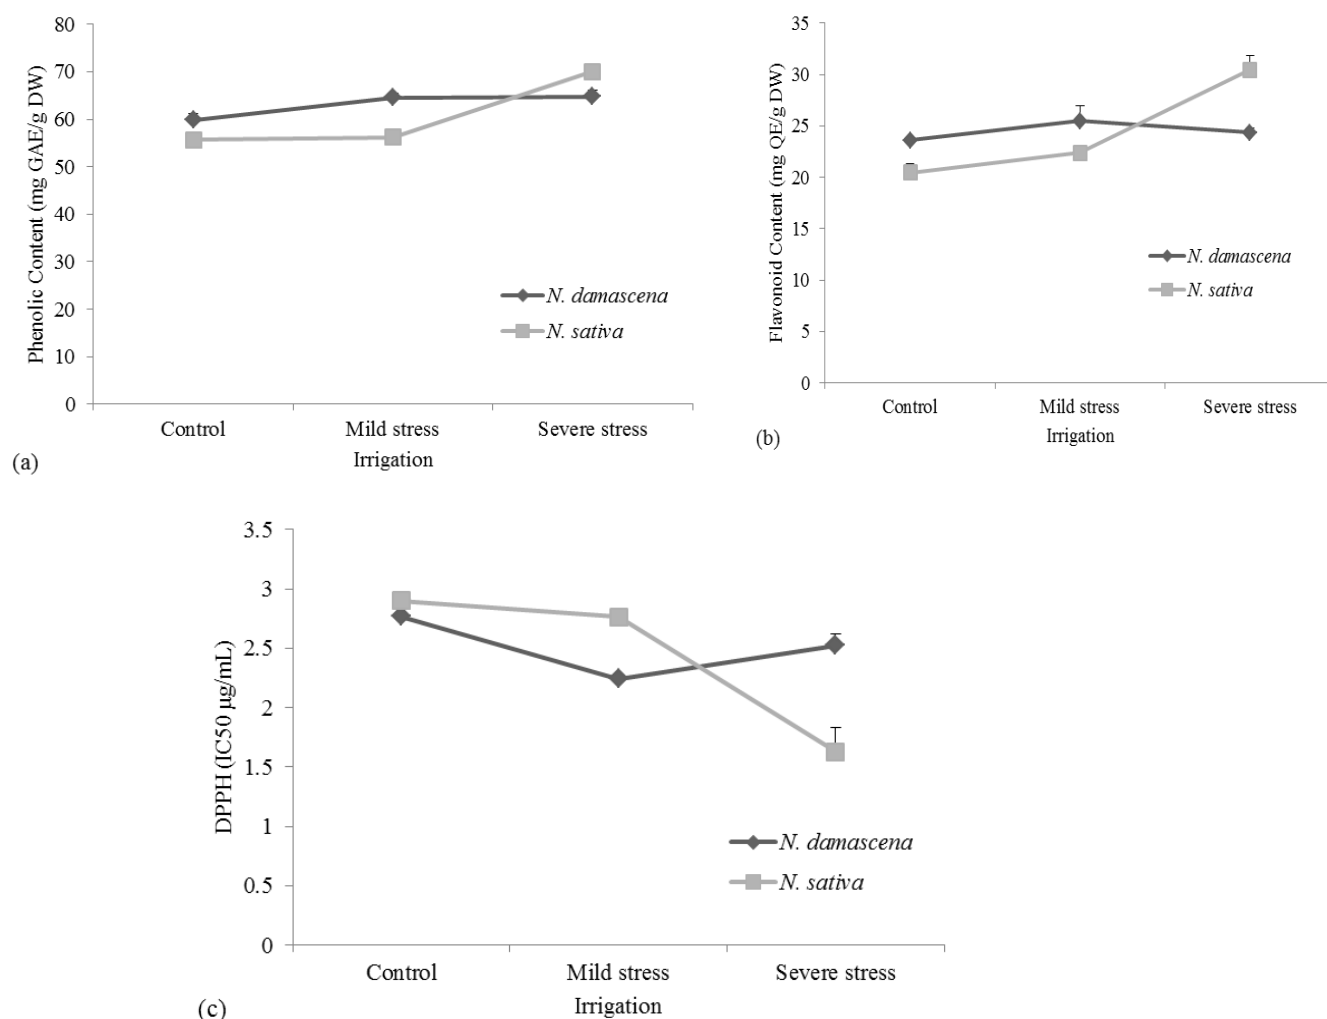 Phenolic Content (mg GAE/g DW)
80
70
60
50
40
30
20
10
0
N. damascena
N. sativa
Control
Mild stress
Severe stress
Irrigation
(a)
Flavonoid Content (mg QE/g DW)
35
30
25
20
15
10
5
0
N. damascena
N. sativa
Control
Mild stress
Severe stress
Irrigation
(b)
DPPH (IC50 µg/mL)
3.5
3
2.5
2
1.5
1
0.5
0
N. damascena
N. sativa
Control
Mild stress
Severe stress
Irrigation
(c)